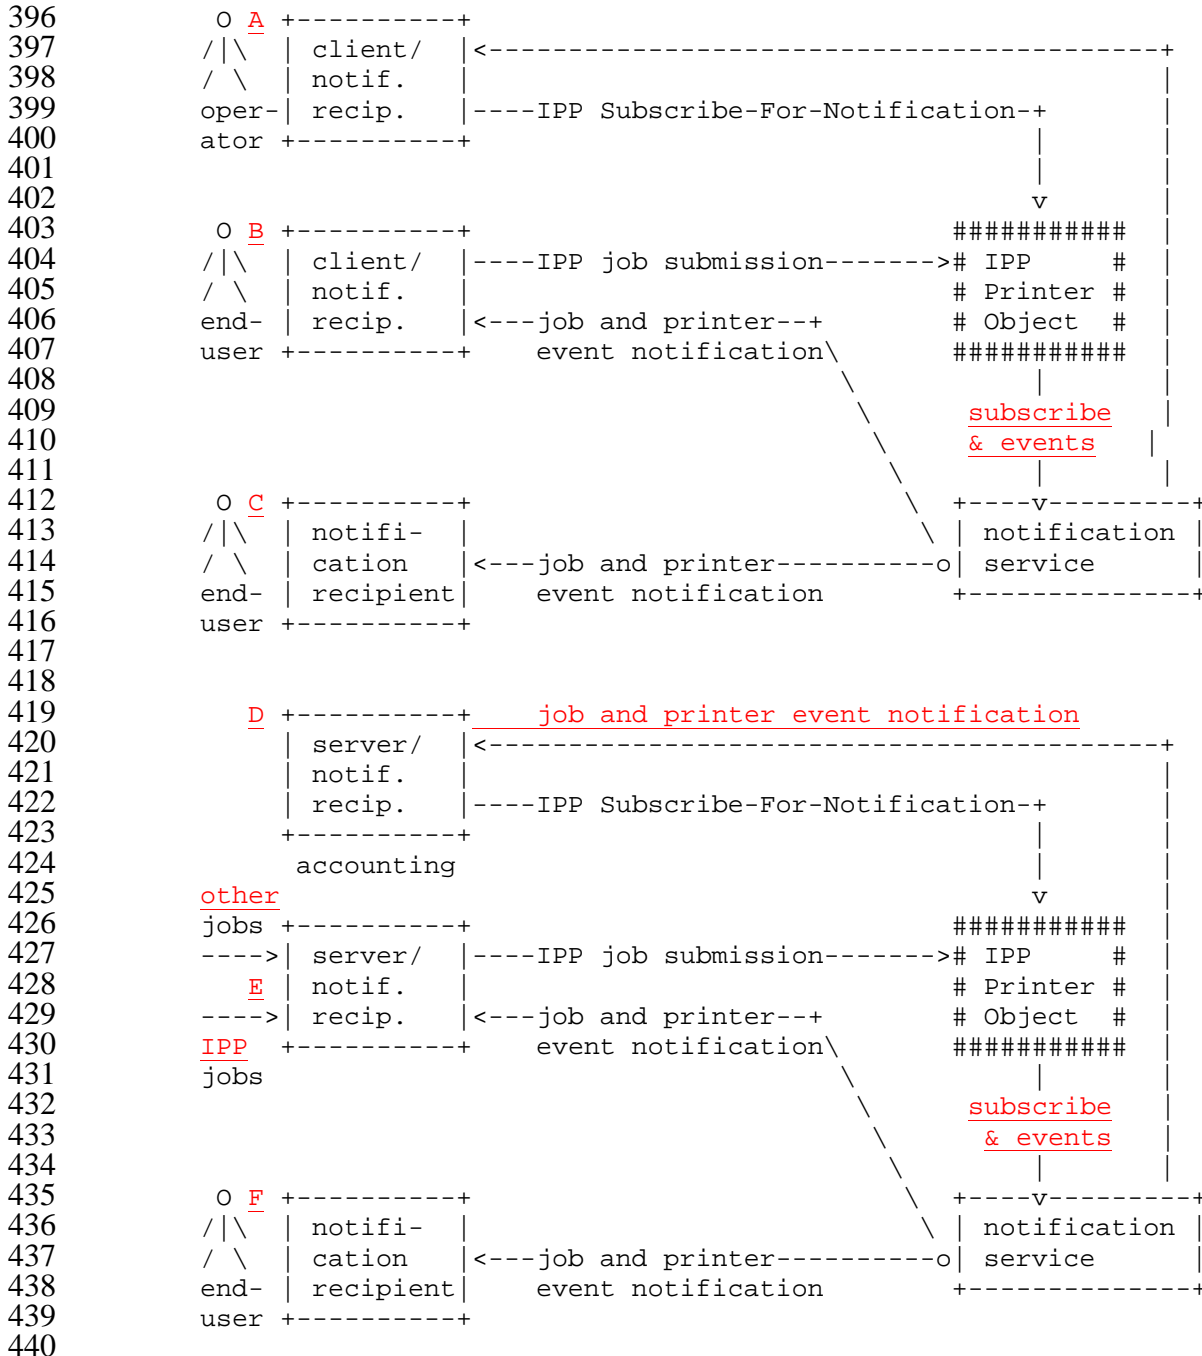 396           O A +----------+
397          /|\  | client/  |<------------------------------------------+
398          / \  | notif.   |                                           |
399          oper-| recip.   |----IPP Subscribe-For-Notification-+       |
400          ator +----------+                                   |       |
401                                                              |       |
402                                                              v       |
403           O B +----------+                              ########### |
404          /|\  | client/  |----IPP job submission-------># IPP     # |
405          / \  | notif.   |                              # Printer # |
406          end- | recip.   |<---job and printer--+        # Object  # |
407          user +----------+    event notification\       ########### |
408                                                  \            |       |
409                                                   \       subscribe   |
410                                                    \      & events   |
411                                                     \         |       |
412           O C +----------+                            \  +----v---------+
413          /|\  | notifi-  |                             \ | notification |
414          / \  | cation   |<---job and printer----------o| service      |
415          end- | recipient|    event notification        +--------------+
416          user +----------+
417
418
419             D +----------+    job and printer event notification
420               | server/  |<------------------------------------------+
421               | notif.   |                                           |
422               | recip.   |----IPP Subscribe-For-Notification-+       |
423               +----------+                                   |       |
424                accounting                                    |       |
425          other                                               v       |
426          jobs +----------+                              ########### |
427          ---->| server/  |----IPP job submission-------># IPP     # |
428             E | notif.   |                              # Printer # |
429          ---->| recip.   |<---job and printer--+        # Object  # |
430          IPP  +----------+    event notification\       ########### |
431          jobs                                    \            |       |
432                                                   \       subscribe   |
433                                                    \       & events   |
434                                                     \         |       |
435           O F +----------+                            \  +----v---------+
436          /|\  | notifi-  |                             \ | notification |
437          / \  | cation   |<---job and printer----------o| service      |
438          end- | recipient|    event notification        +--------------+
439          user +----------+
440